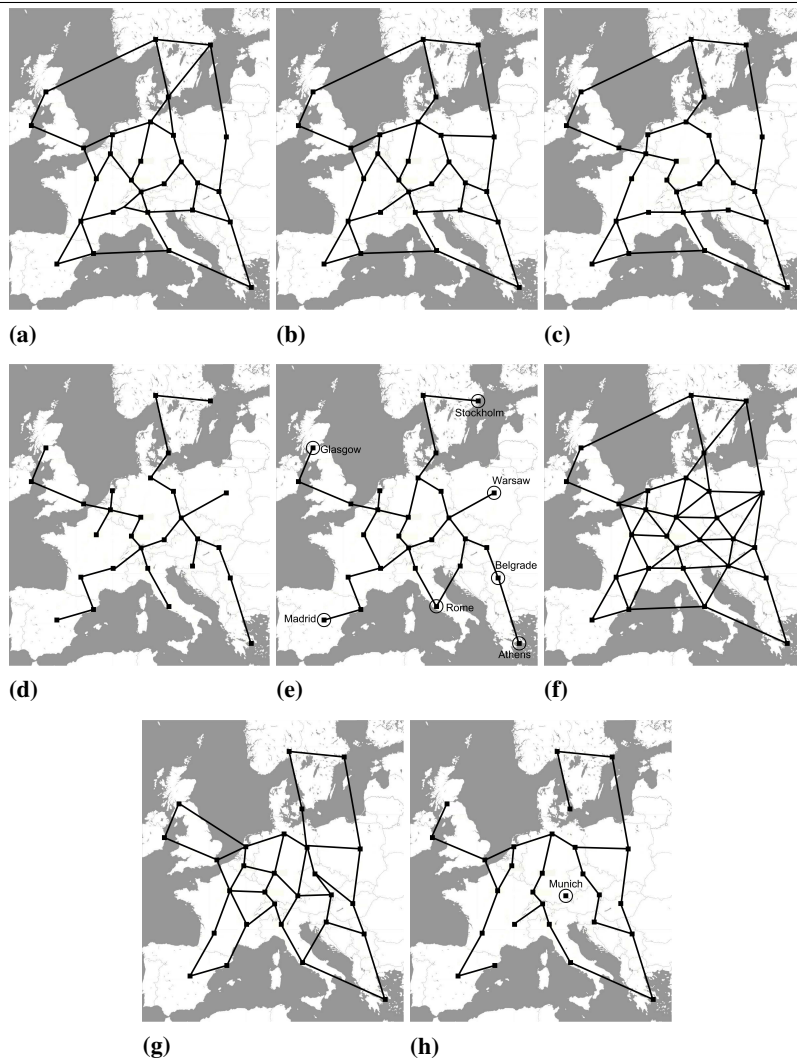 (a)
(b)
(c)
Stockholm
Glasgow
Warsaw
Belgrade
Madrid
Rome
Athens
(d)
(e)
(f)
Munich
(g)
(h)